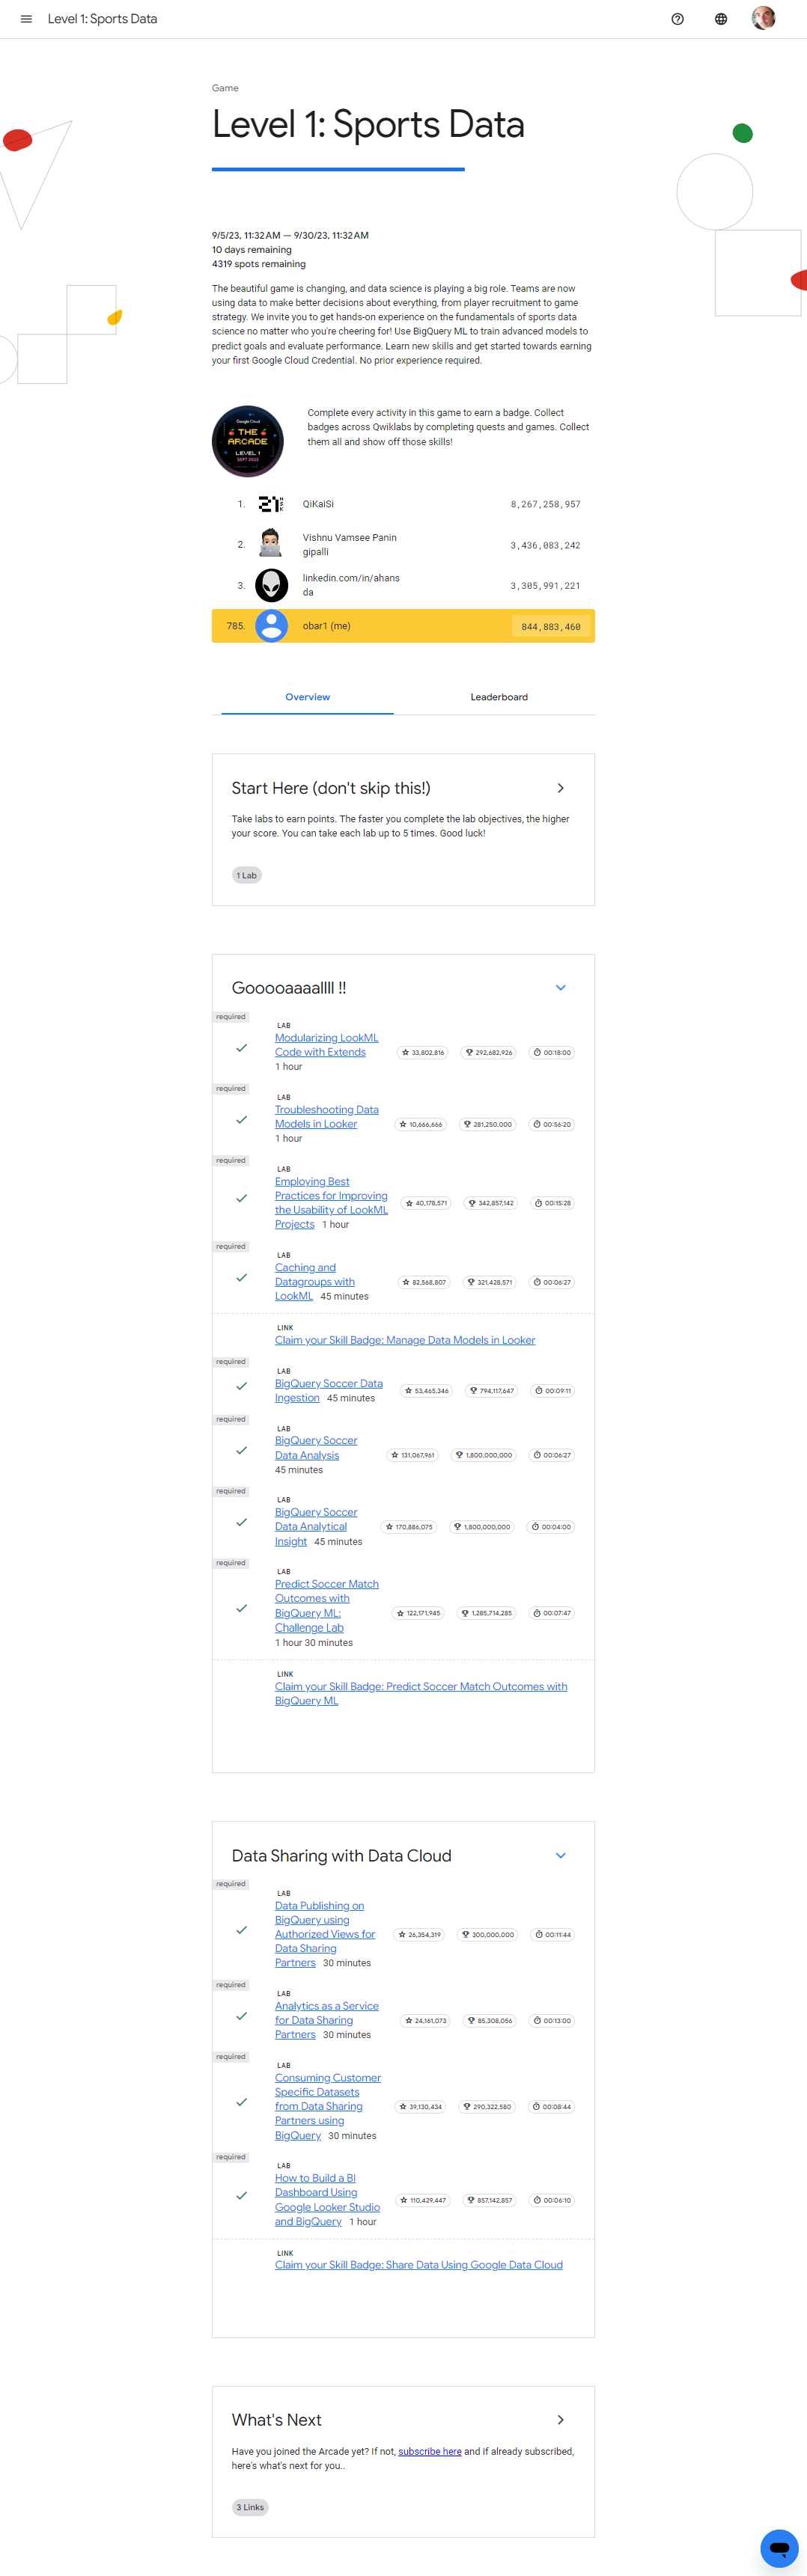 Level 1: Sports Data
Game
Level 1: Sports Data
9/5/23, 11:32 AM — 9/30/23, 11:32 AM
10 days remaining
4319 spots remaining
The beautiful game is changing, and data science is playing a big role. Teams are now
using data to make better decisions about everything, from player recruitment to game
strategy. We invite you to get hands-on experience on the fundamentals of sports data
science no matter who you're cheering for! Use BigQuery ML to train advanced models to
predict goals and evaluate performance. Learn new skills and get started towards earning
your first Google Cloud Credential. No prior experience required.
Google Cloud
THE
ARCADE
LEVEL 1
SEPT 2023
Complete every activity in this game to earn a badge. Collect
badges across Qwiklabs by completing quests and games. Collect
them all and show off those skills!
1. QiKaiSi 8,267,258,957
2. Vishnu Vamsee Panin
gipalli 3,436,083,242
3. linkedin.com/in/ahans
da 3,305,991,221
785. obar1 (me) 844,883,460
Overview Leaderboard
Start Here (don't skip this!)
Take labs to earn points. The faster you complete the lab objectives, the higher
your score. You can take each lab up to 5 times. Good luck!
1 Lab
Gooooaaaallll !!
required
LAB
Modularizing LookML
Code with Extends 33,802,816 292,682,926 00:18:00
1 hour
required
LAB
Troubleshooting Data
Models in Looker 10,666,666 281,250,000 00:56:20
1 hour
required
LAB
Employing Best
Practices for Improving
the Usability of LookML 40,178,571 342,857,142 00:15:28
Projects 1 hour
required
LAB
Caching and
Datagroups with 82,568,807 321,428,571 00:06:27
LookML 45 minutes
LINK
Claim your Skill Badge: Manage Data Models in Looker
required
LAB
BigQuery Soccer Data
Ingestion 45 minutes 53,465,346 794,117,647 00:09:11
required
LAB
BigQuery Soccer
Data Analysis 131,067,961 1,800,000,000 00:06:27
45 minutes
required
LAB
BigQuery Soccer
Data Analytical 170,886,075 1,800,000,000 00:04:00
Insight 45 minutes
required
LAB
Predict Soccer Match
Outcomes with
BigQuery ML: 122,171,945 1,285,714,285 00:07:47
Challenge Lab
1 hour 30 minutes
LINK
Claim your Skill Badge: Predict Soccer Match Outcomes with
BigQuery ML
Data Sharing with Data Cloud
required
LAB
Data Publishing on
BigQuery using
Authorized Views for 26,354,319 300,000,000 00:11:44
Data Sharing
Partners 30 minutes
required
LAB
Analytics as a Service
for Data Sharing 24,161,073 85,308,056 00:13:00
Partners 30 minutes
required
LAB
Consuming Customer
Specific Datasets
from Data Sharing 39,130,434 290,322,580 00:08:44
Partners using
BigQuery 30 minutes
required
LAB
How to Build a BI
Dashboard Using
Google Looker Studio 110,429,447 857,142,857 00:06:10
and BigQuery 1 hour
LINK
Claim your Skill Badge: Share Data Using Google Data Cloud
What's Next
Have you joined the Arcade yet? If not, subscribe here and if already subscribed,
here's what's next for you..
3 Links